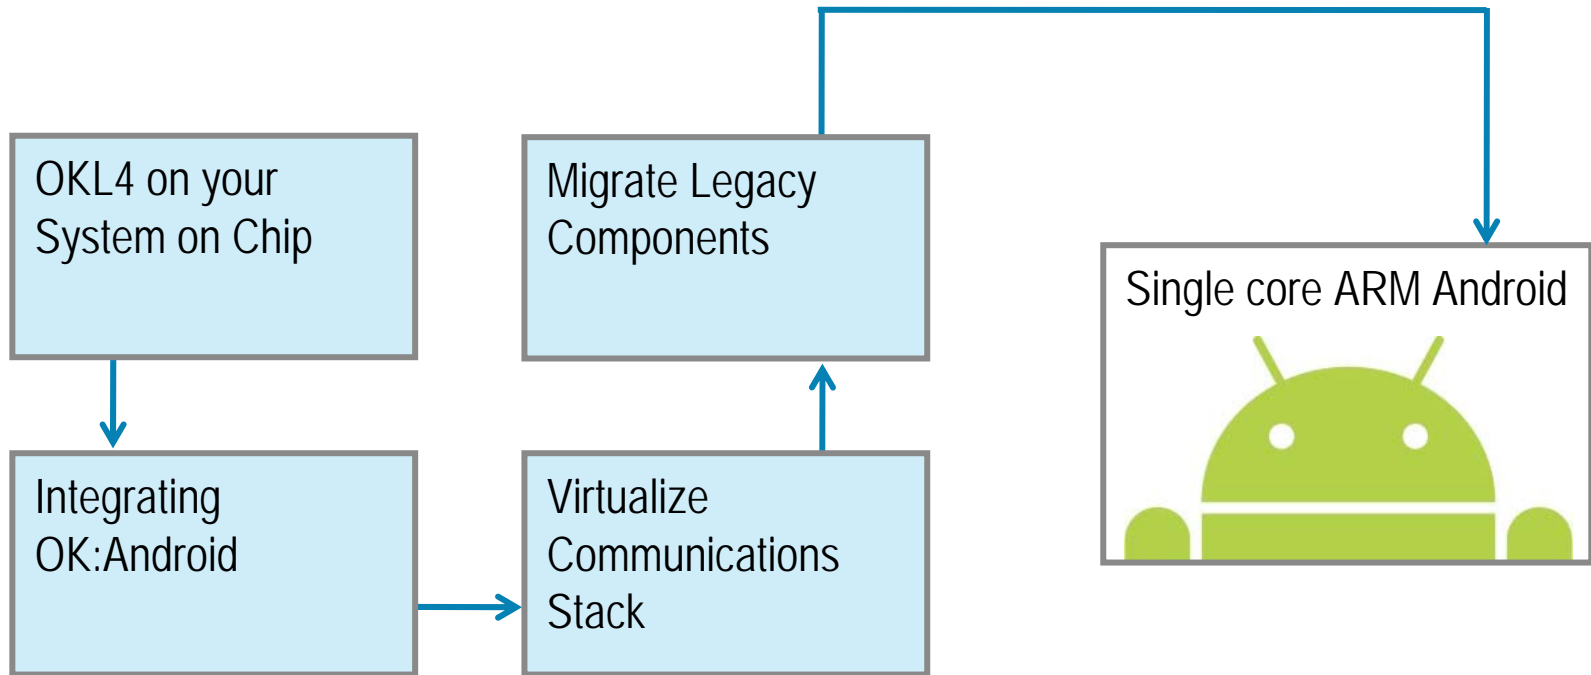 OKL4 on your
System on Chip
Integrating
OK:Android
Virtualize
Communications
Stack
Migrate Legacy
Components
Single core ARM Android